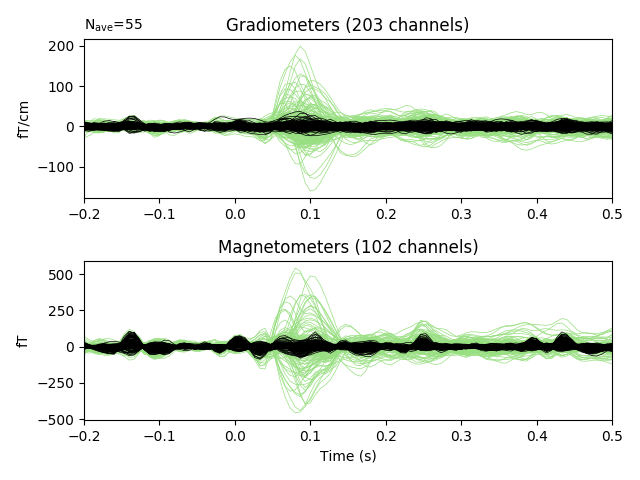 N_ave=55
Gradiometers (203 channels)
200
100
0
−100
fT/cm
−0.2 −0.1 0.0 0.1 0.2 0.3 0.4 0.5
Magnetometers (102 channels)
500
250
0
−250
−500
fT
−0.2 −0.1 0.0 0.1 0.2 0.3 0.4 0.5
Time (s)